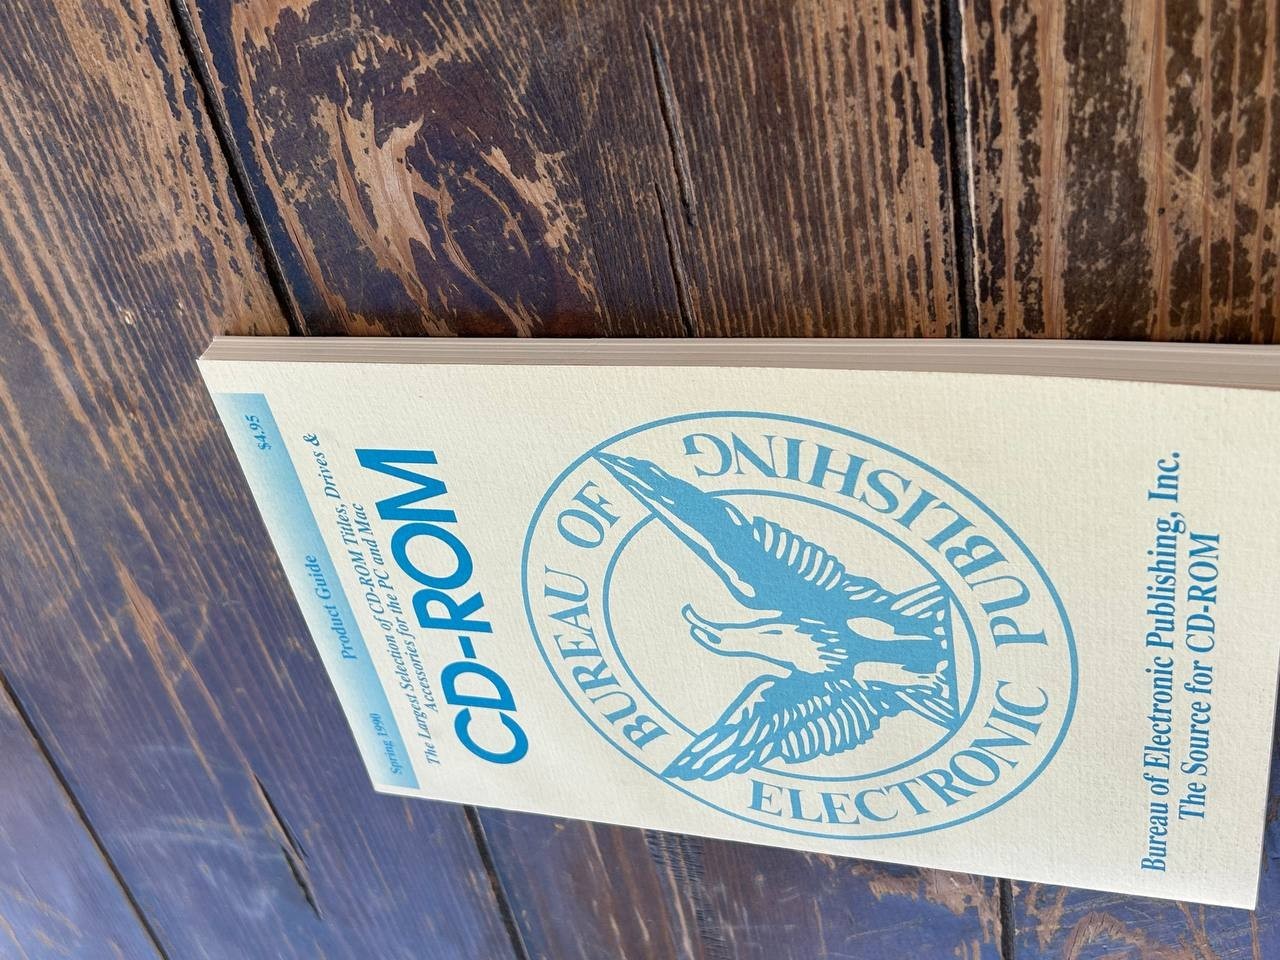 Spring 1990 Product Guide $4.95
The Largest Selection of CD-ROM Titles, Drives &
Accessories for the PC and Mac
CD-ROM
BUREAU OF
ELECTRONIC PUBLISHING
Bureau of Electronic Publishing, Inc.
The Source for CD-ROM